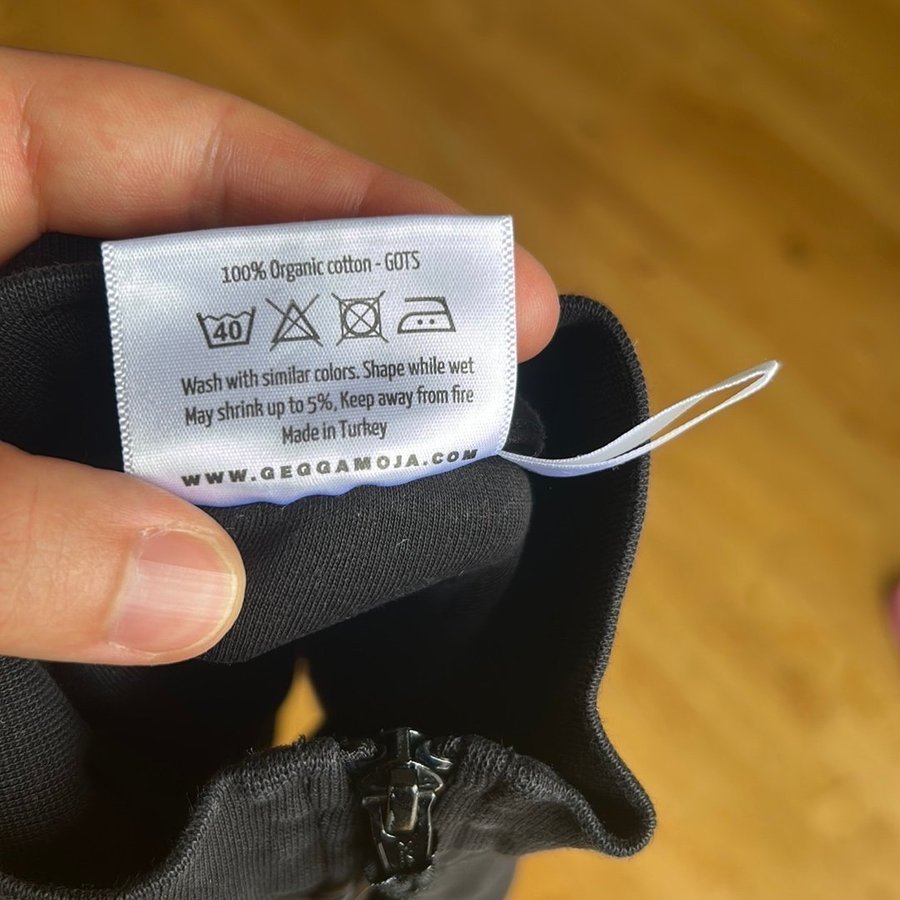 100% Organic cotton - GOTS
40
Wash with similar colors. Shape while wet
May shrink up to 5%, Keep away from fire
Made in Turkey
WWW.GEGGAMOJA.COM